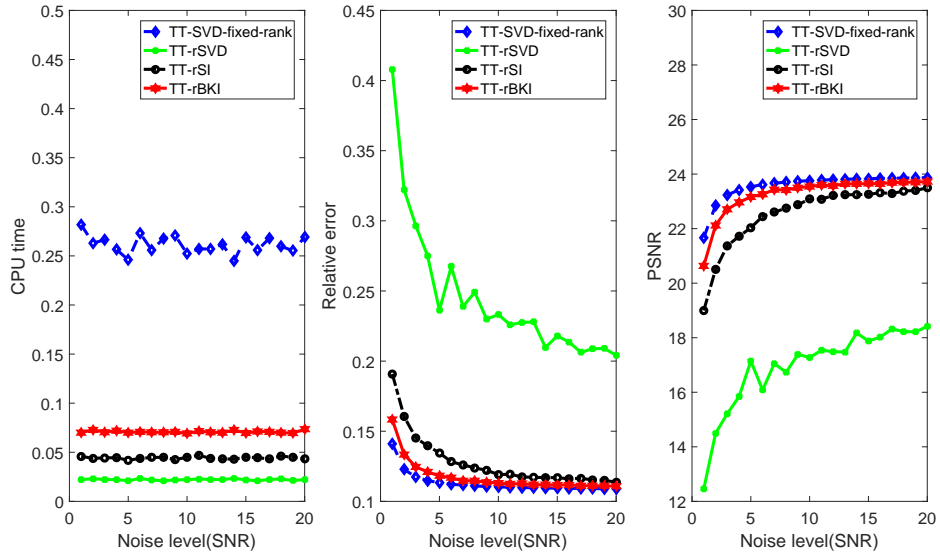 0.5
0.45
0.4
0.35
0.3
0.25
0.2
0.15
0.1
0.05
0
0
5
10
15
20
CPU time
Noise level(SNR)
TT-SVD-fixed-rank
TT-rSVD
TT-rSI
TT-rBKI
0.45
0.4
0.35
0.3
0.25
0.2
0.15
0.1
0
5
10
15
20
Relative error
Noise level(SNR)
TT-SVD-fixed-rank
TT-rSVD
TT-rSI
TT-rBKI
30
28
26
24
22
20
18
16
14
12
0
5
10
15
20
PSNR
Noise level(SNR)
TT-SVD-fixed-rank
TT-rSVD
TT-rSI
TT-rBKI